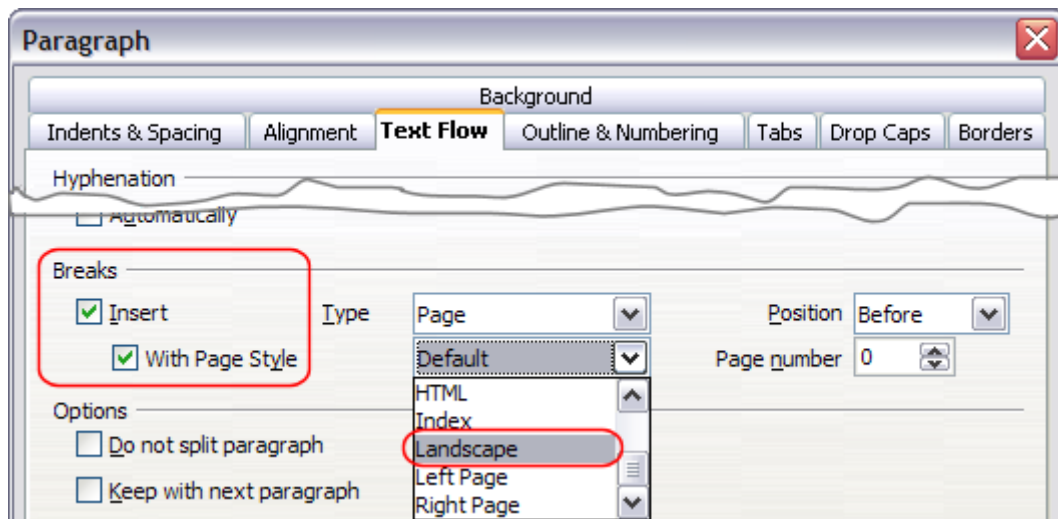 Paragraph
Background
Indents & Spacing Alignment Text Flow Outline & Numbering Tabs Drop Caps Borders
Hyphenation
Automatically
Breaks
Insert Type Page Position Before
With Page Style Default Page number 0
HTML
Index
Options
Landscape
Do not split paragraph
Left Page
Keep with next paragraph
Right Page